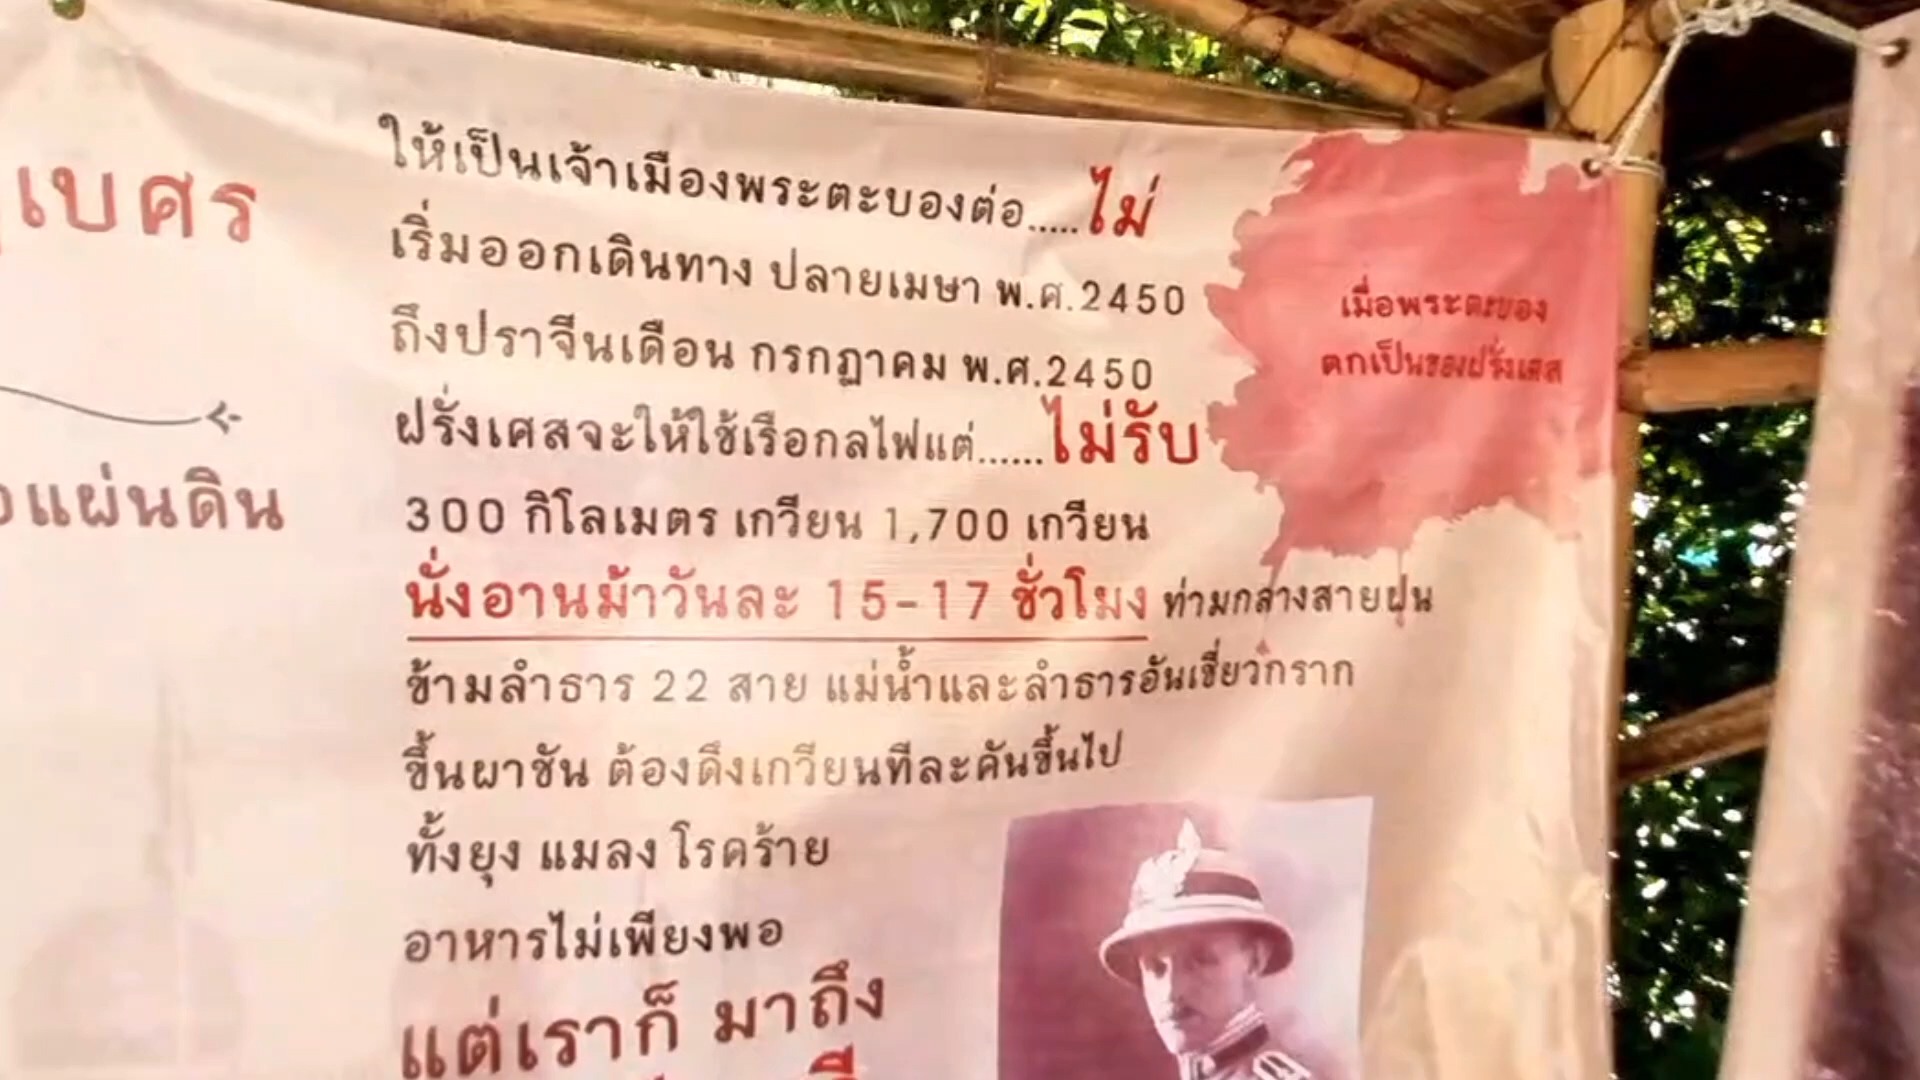 เบศร
แผ่นดิน
ให้เป็นเจ้าเมืองพระตะบองต่อ.....ไม่
เริ่มออกเดินทาง ปลายเมษา พ.ศ.2450
ถึงปราจีนเดือน กรกฎาคม พ.ศ.2450
ฝรั่งเศสจะให้ใช้เรือกลไฟแต่......ไม่รับ
300 กิโลเมตร เกวียน 1,700 เกวียน
นั่งอานม้าวันละ 15-17 ชั่วโมง ท่ามกลางสายฝน
ข้ามลำธาร 22 สาย แม่น้ำและลำธารอันเชี่ยวกราก
ขึ้นผาชัน ต้องดึงเกวียนทีละคันขึ้นไป
ทั้งยุง แมลง โรคร้าย
อาหารไม่เพียงพอ
แต่เราก็ มาถึง
เมื่อพระตะบอง
ตกเป็นของฝรั่งเศส